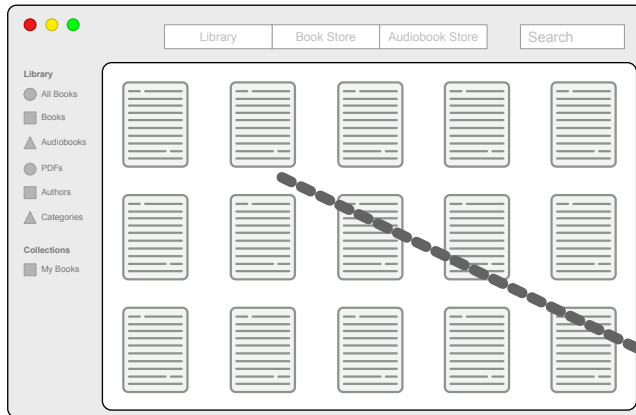 Library
Book Store
Audiobook Store
Search
Library
All Books
Books
Audiobooks
PDFs
Authors
Categories
Collections
My Books